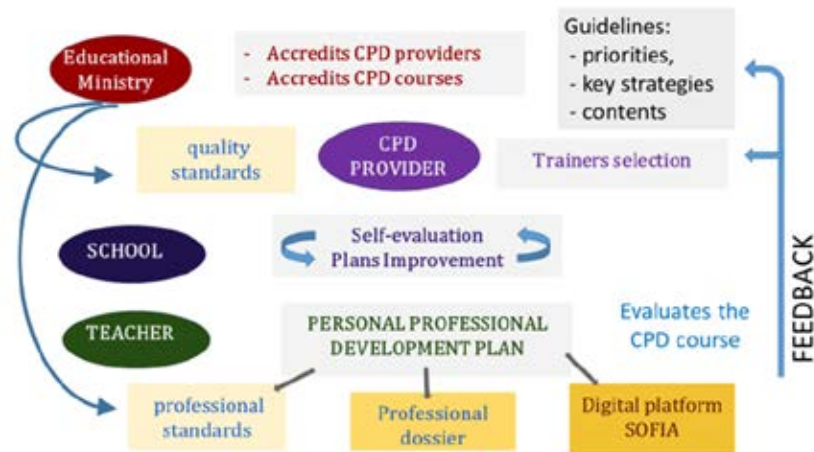 Educational
Ministry
- Accredits CPD providers
- Accredits CPD courses
Guidelines:
- priorities,
- key strategies
- contents
quality
standards
CPD
PROVIDER
Trainers selection
SCHOOL
Self-evaluation
Plans Improvement
TEACHER
PERSONAL PROFESSIONAL
DEVELOPMENT PLAN
Evaluates the
CPD course
FEEDBACK
professional
standards
Professional
dossier
Digital platform
SOFIA